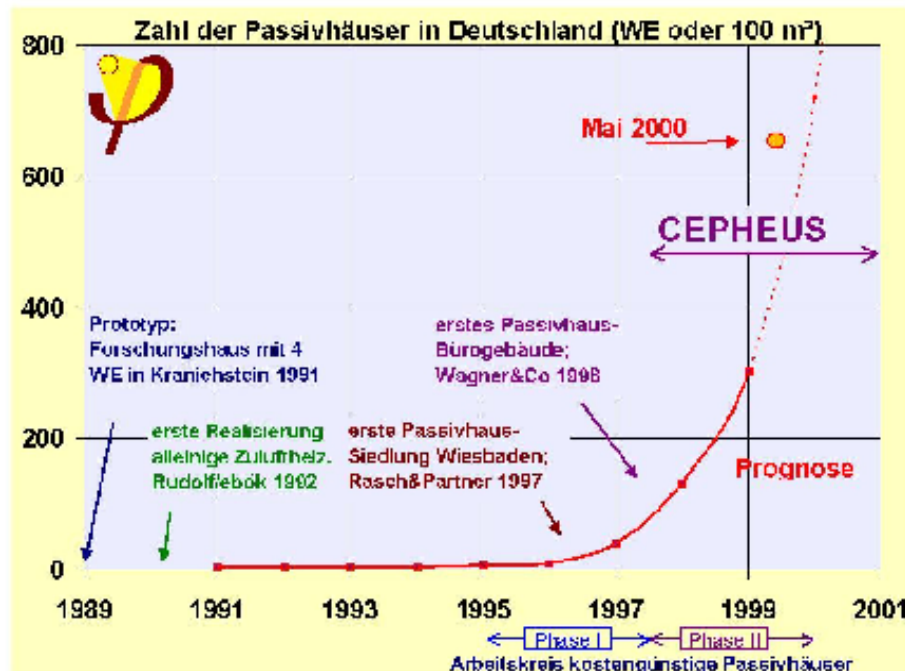 Zahl der Passivhäuser in Deutschland (WE oder 100 m²)
800
600
400
200
0
Mai 2000
CEPHEUS
Prototyp:
Forschungshaus mit 4
WE in Kranichstein 1991
erste Realisierung
alleinige Zuluftheiz.
Rudolf/ebök 1992
erste Passivhaus-
Siedlung Wiesbaden;
Rasch&Partner 1997
erstes Passivhaus-
Bürogebäude;
Wagner&Co 1998
Prognose
1989
1991
1993
1995
1997
1999
2001
Phase I
Phase II
Arbeitskreis kostengünstige Passivhäuser